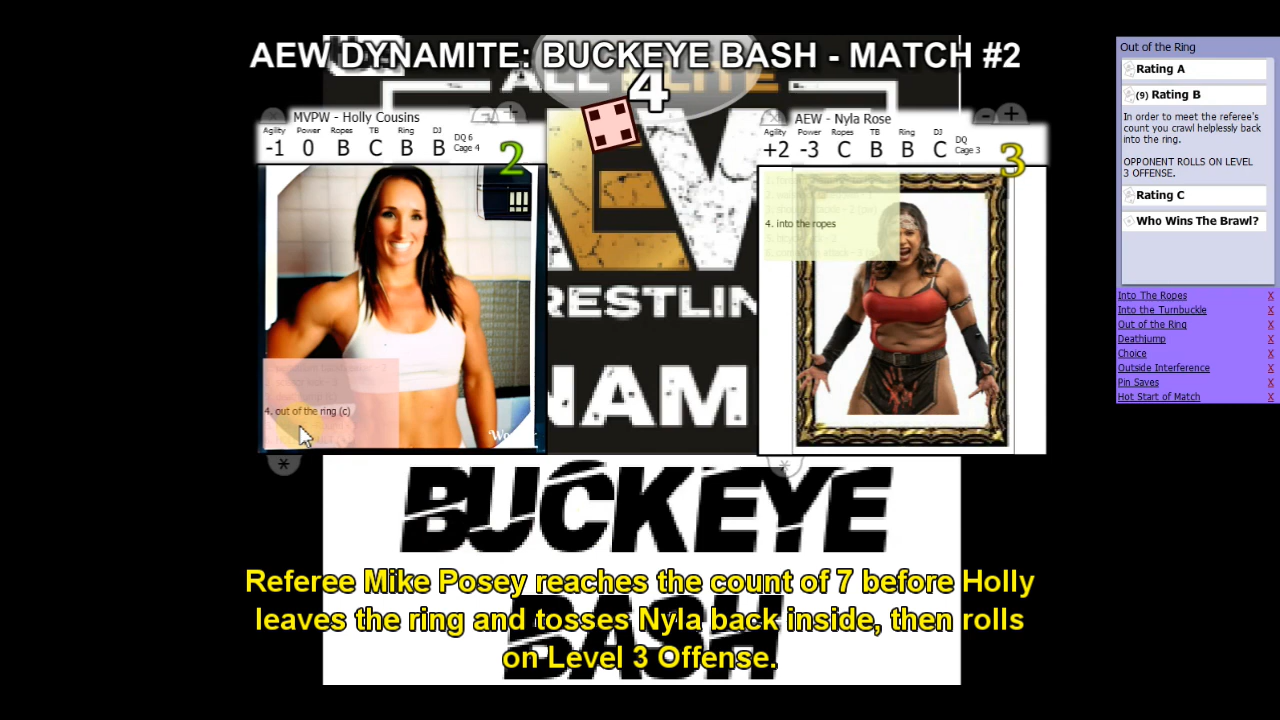 AEW DYNAMITE: BUCKEYE BASH - MATCH #2
ALL ELITE
4
MVPW - Holly Cousins
Agility Power Ropes TB Ring DJ
-1 0 B C B B
DQ 6
Cage 4
2
AEW - Nyla Rose
Agility Power Ropes TB Ring DJ
+2 -3 C B B C
DQ
Cage 3
3
4. into the ropes
4. out of the ring (c)
RESTLIN
NAM
BUCKEYE
BASH
Referee Mike Posey reaches the count of 7 before Holly
leaves the ring and tosses Nyla back inside, then rolls
on Level 3 Offense.
Out of the Ring
Rating A
(9) Rating B
In order to meet the referee's
count you crawl helplessly back
into the ring.
OPPONENT ROLLS ON LEVEL
3 OFFENSE.
Rating C
Who Wins The Brawl?
Into The Ropes X
Into the Turnbuckle X
Out of the Ring X
Deathjump X
Choice X
Outside Interference X
Pin Saves X
Hot Start of Match X